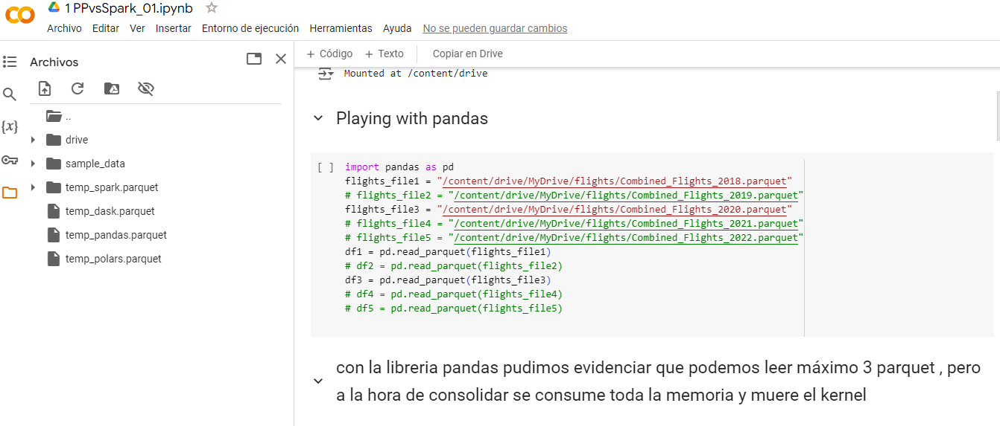 1 PPvsSpark_01.ipynb
Archivo Editar Ver Insertar Entorno de ejecución Herramientas Ayuda No se pueden guardar cambios
Archivos
+ Código + Texto Copiar en Drive
Mounted at /content/drive
..
drive
sample_data
temp_spark.parquet
temp_dask.parquet
temp_pandas.parquet
temp_polars.parquet
{x}
Playing with pandas
[ ] import pandas as pd
flights_file1 = "/content/drive/MyDrive/flights/Combined_Flights_2018.parquet"
# flights_file2 = "/content/drive/MyDrive/flights/Combined_Flights_2019.parquet"
flights_file3 = "/content/drive/MyDrive/flights/Combined_Flights_2020.parquet"
# flights_file4 = "/content/drive/MyDrive/flights/Combined_Flights_2021.parquet"
# flights_file5 = "/content/drive/MyDrive/flights/Combined_Flights_2022.parquet"
df1 = pd.read_parquet(flights_file1)
# df2 = pd.read_parquet(flights_file2)
df3 = pd.read_parquet(flights_file3)
# df4 = pd.read_parquet(flights_file4)
# df5 = pd.read_parquet(flights_file5)
con la libreria pandas pudimos evidenciar que podemos leer máximo 3 parquet , pero
a la hora de consolidar se consume toda la memoria y muere el kernel